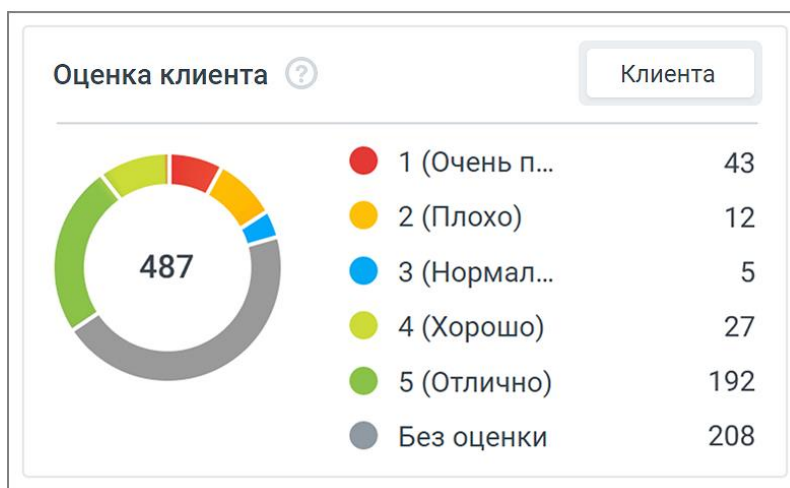 Оценка клиента ?
Клиента
487
1 (Очень п... 43
2 (Плохо) 12
3 (Нормал... 5
4 (Хорошо) 27
5 (Отлично) 192
Без оценки 208